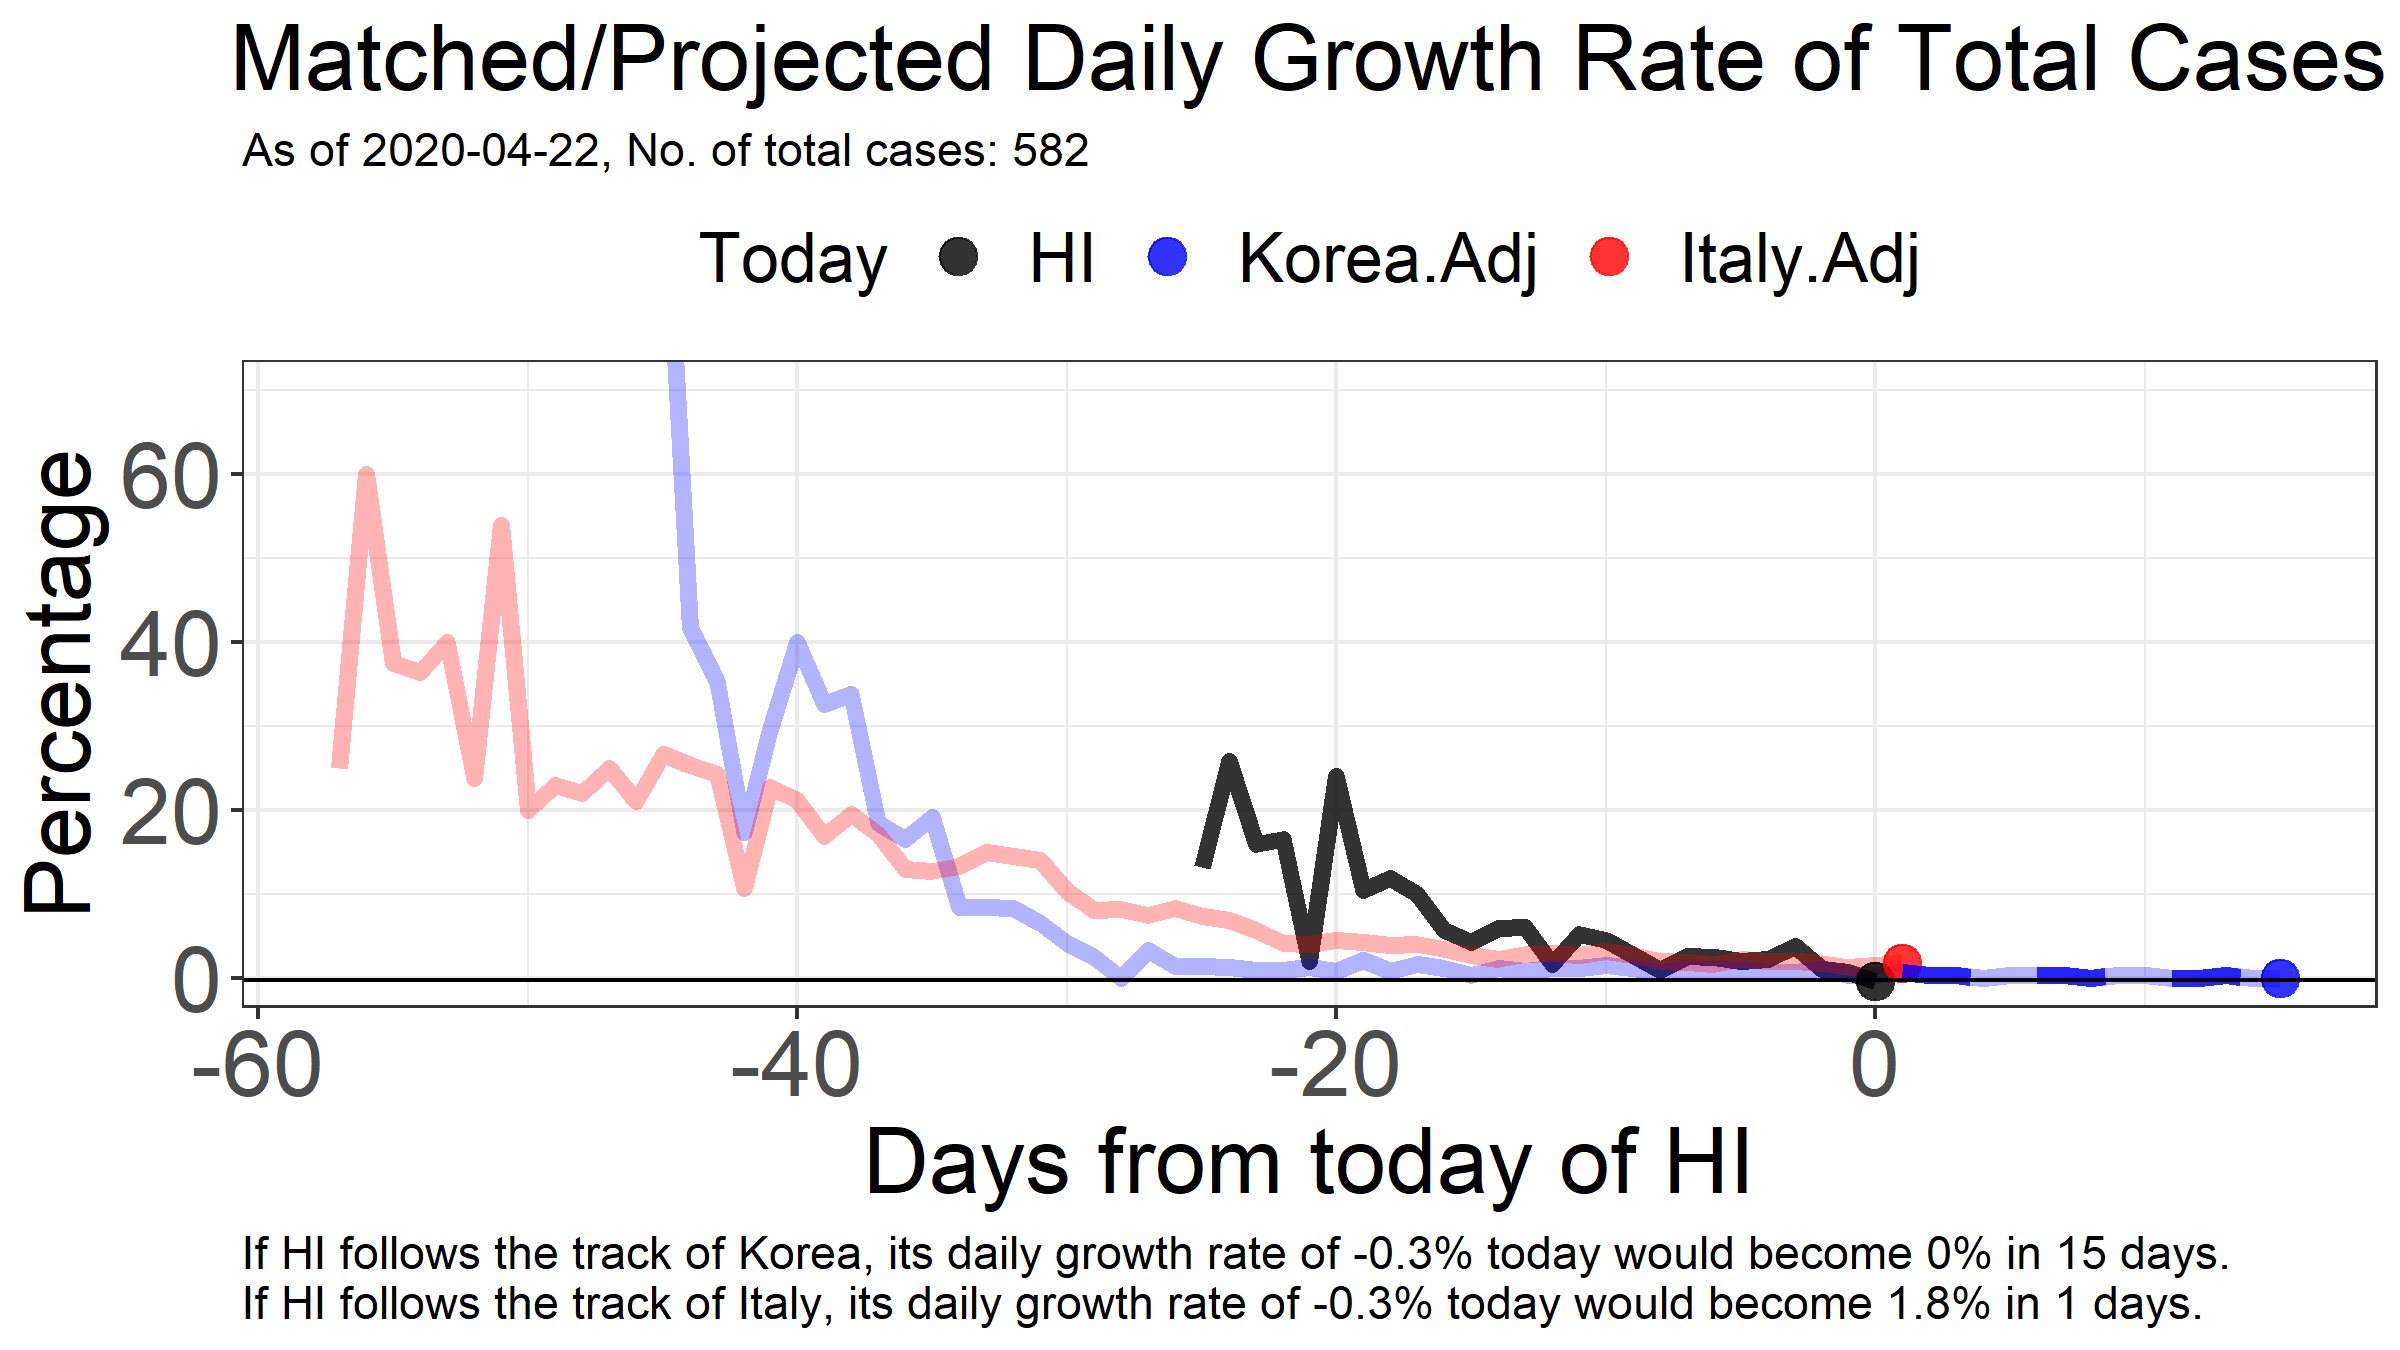 Matched/Projected Daily Growth Rate of Total Cases
As of 2020-04-22, No. of total cases: 582
Today HI Korea.Adj Italy.Adj
Percentage
60
40
20
0
-60 -40 -20 0
Days from today of HI
If HI follows the track of Korea, its daily growth rate of -0.3% today would become 0% in 15 days.
If HI follows the track of Italy, its daily growth rate of -0.3% today would become 1.8% in 1 days.